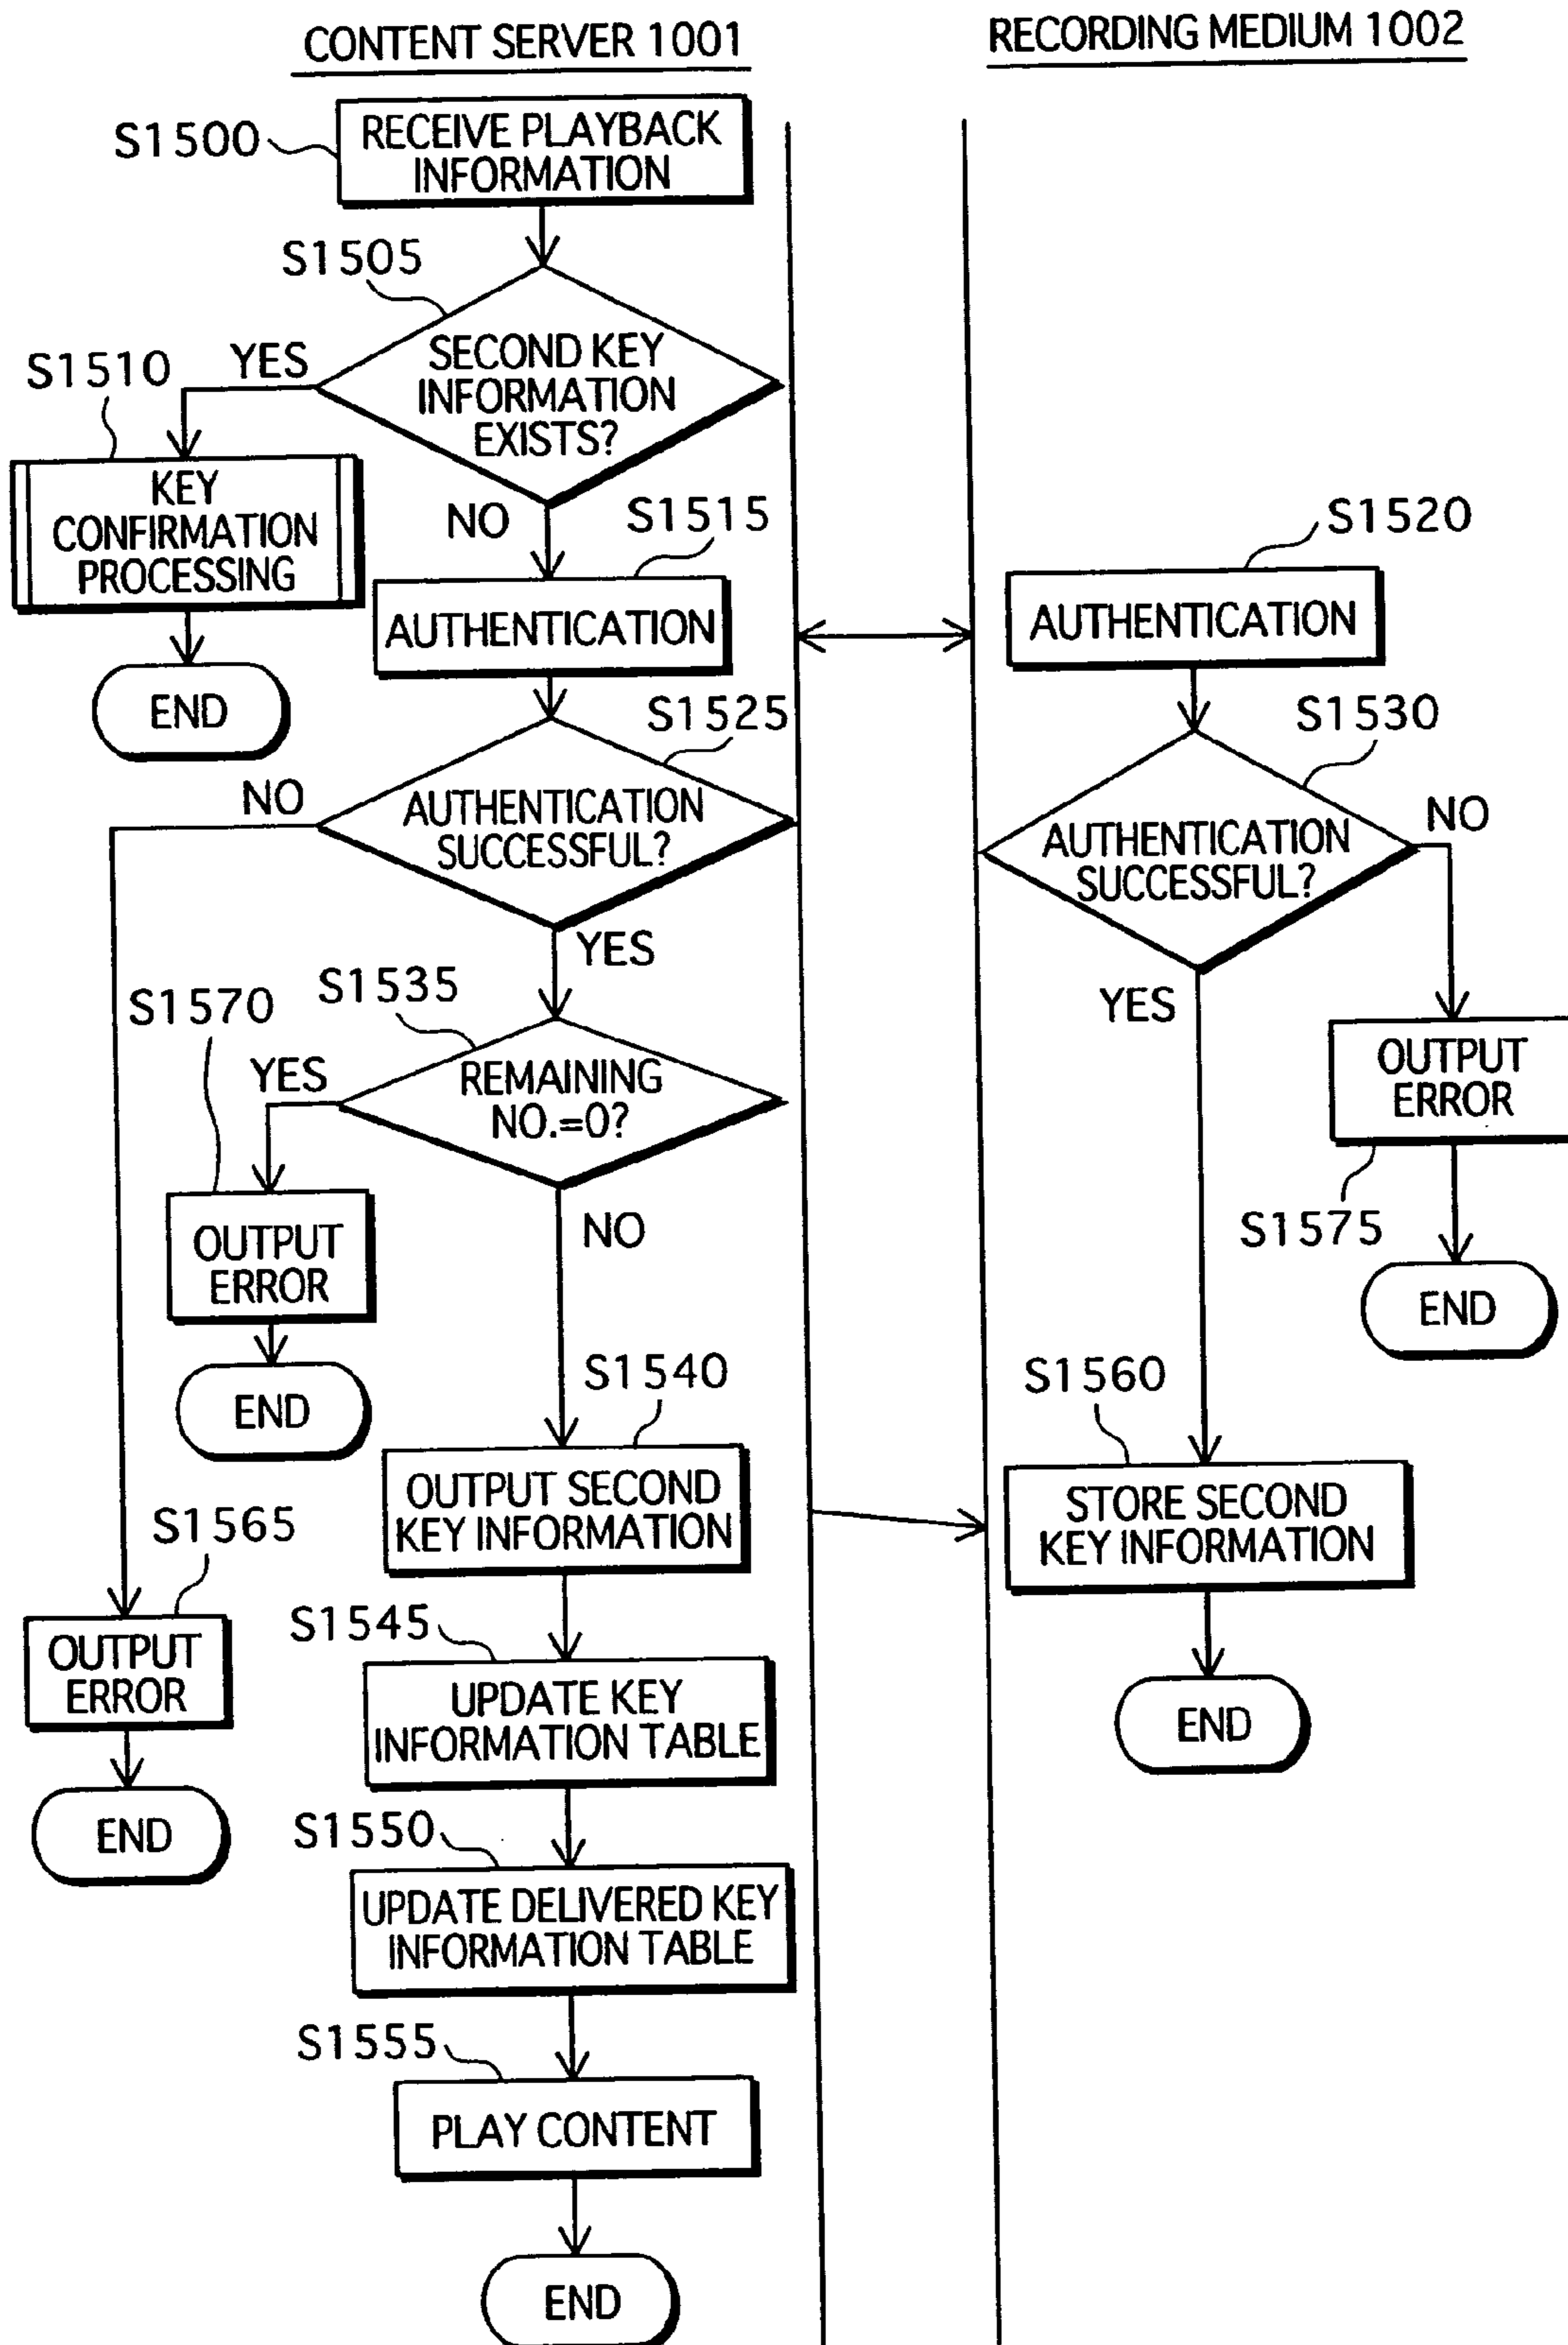 CONTENT SERVER 1001
RECORDING MEDIUM 1002
S1500
RECEIVE PLAYBACK
INFORMATION
S1505
SECOND KEY
INFORMATION
EXISTS?
YES
NO
S1510
KEY
CONFIRMATION
PROCESSING
END
S1515
AUTHENTICATION
S1520
AUTHENTICATION
S1525
AUTHENTICATION
SUCCESSFUL?
NO
YES
S1530
AUTHENTICATION
SUCCESSFUL?
NO
YES
S1535
REMAINING
NO.=0?
YES
NO
S1570
OUTPUT
ERROR
END
OUTPUT
ERROR
S1575
END
S1540
OUTPUT SECOND
KEY INFORMATION
S1560
STORE SECOND
KEY INFORMATION
END
S1565
OUTPUT
ERROR
END
S1545
UPDATE KEY
INFORMATION TABLE
S1550
UPDATE DELIVERED KEY
INFORMATION TABLE
S1555
PLAY CONTENT
END